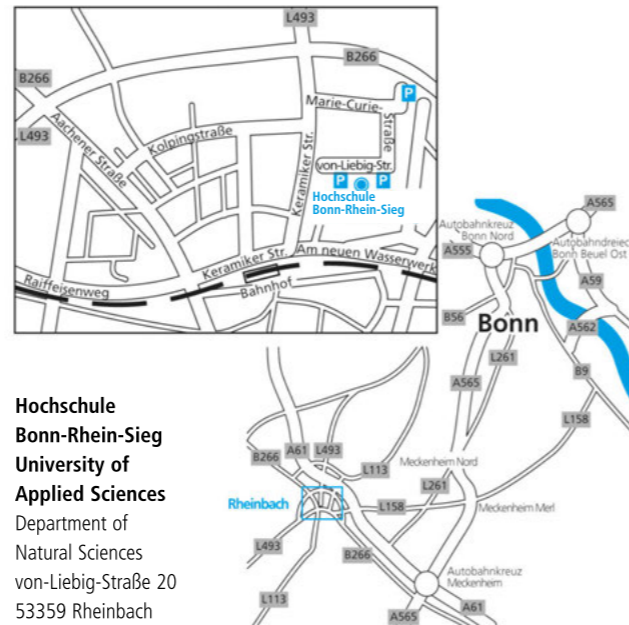 L493
B266
B266
Marie-Curie-
Straße
L493
Aachener Straße
Kolpingstraße
Keramiker Str.
von-Liebig-Str.
P
P
P
Hochschule
Bonn-Rhein-Sieg
Keramiker Str.
Am neuen Wasserwerk
Raiffeisenweg
Bahnhof
A565
Autobahnkreuz
Bonn Nord
Autobahndreieck
Bonn Beuel Ost
A555
A59
B56
Bonn
A562
L261
B9
A565
L158
Hochschule
Bonn-Rhein-Sieg
University of
Applied Sciences
Department of
Natural Sciences
von-Liebig-Straße 20
53359 Rheinbach
B266
A61
L493
L113
Meckenheim Nord
L261
Rheinbach
L158
Meckenheim Merl
L493
B266
Autobahnkreuz
Meckenheim
L113
A565
A61